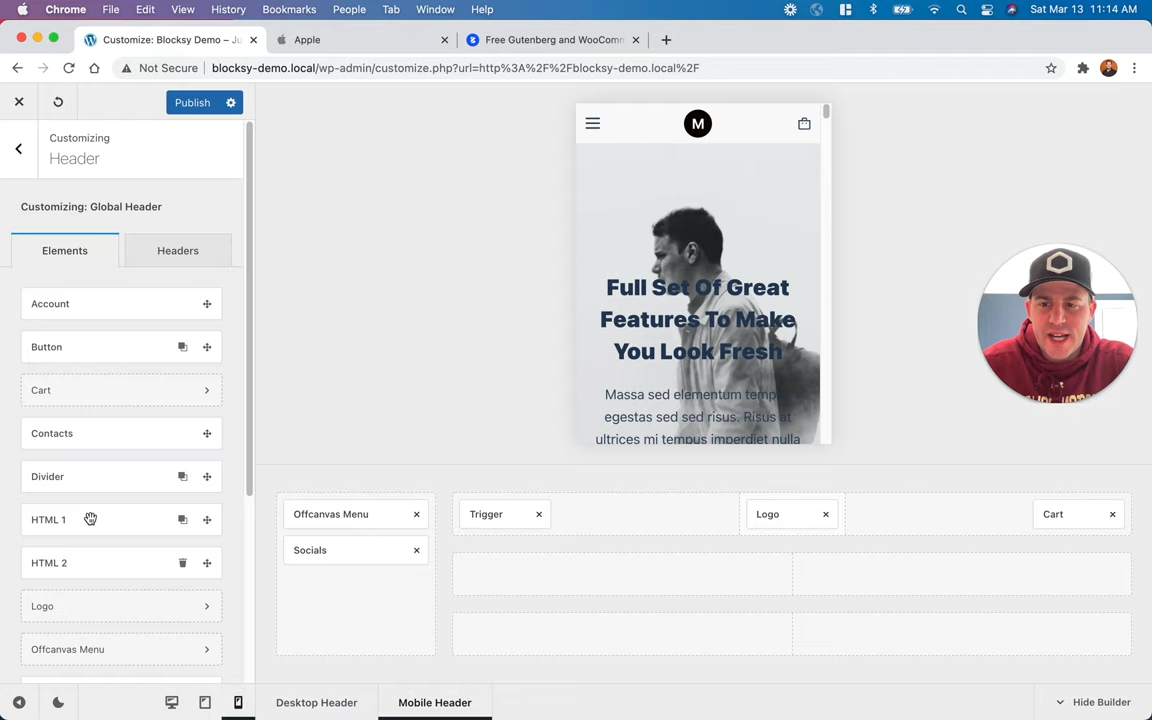 Chrome File Edit View History Bookmarks People Tab Window Help Sat Mar 13 11:14 AM
Customize: Blocksy Demo – Ju
Apple
Free Gutenberg and WooComm
Not Secure blocksy-demo.local/wp-admin/customize.php?url=http%3A%2F%2Fblocksy-demo.local%2F
Publish
Customizing
Header
Customizing: Global Header
Elements Headers
Account
Button
Cart
Contacts
Divider
HTML 1
HTML 2
Logo
Offcanvas Menu
M
Full Set Of Great
Features To Make
You Look Fresh
Massa sed elementum tempus
egestas sed sed risus. Risus at
ultrices mi tempus imperdiet nulla
Offcanvas Menu
Socials
Trigger
Logo
Cart
Desktop Header Mobile Header Hide Builder